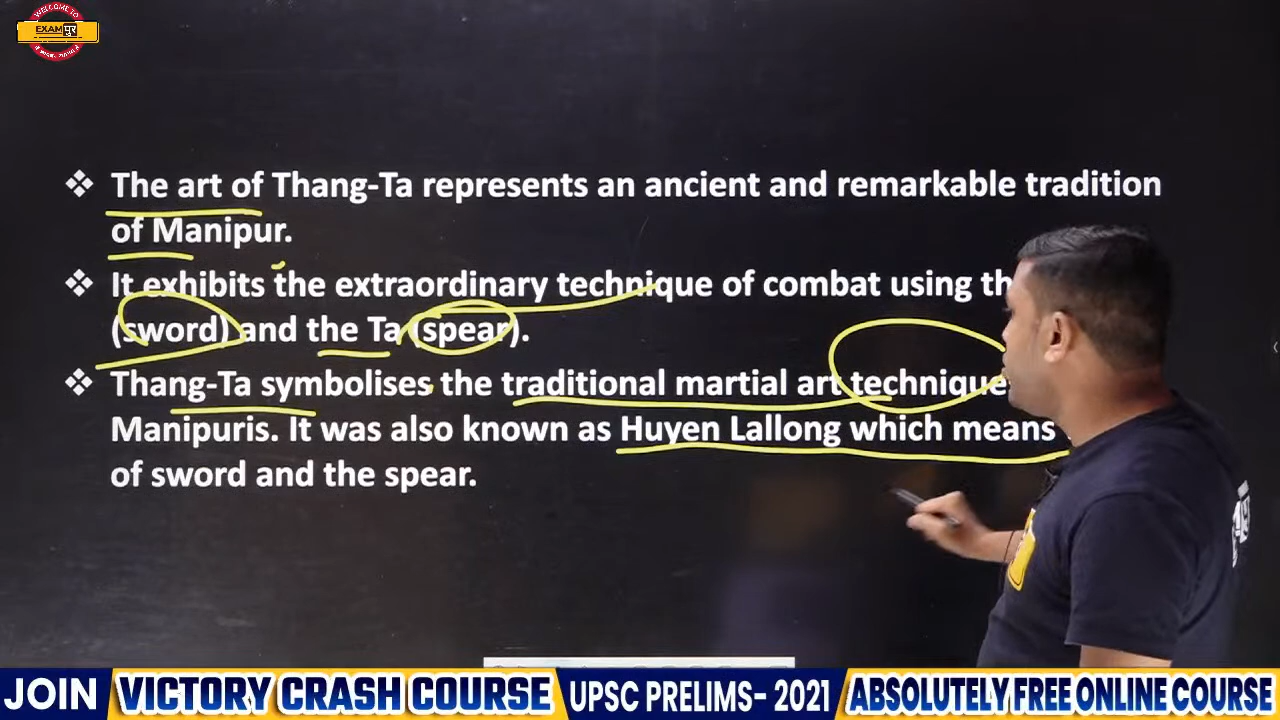 WELCOME TO
EXAM पुर
The art of Thang-Ta represents an ancient and remarkable tradition
of Manipur.
It exhibits the extraordinary technique of combat using
(sword) and the Ta (spear).
Thang-Ta symbolises the traditional martial art technique
Manipuris. It was also known as Huyen Lallong which means
of sword and the spear.
JOIN VICTORY CRASH COURSE UPSC PRELIMS- 2021 ABSOLUTELY FREE ONLINE COURSE